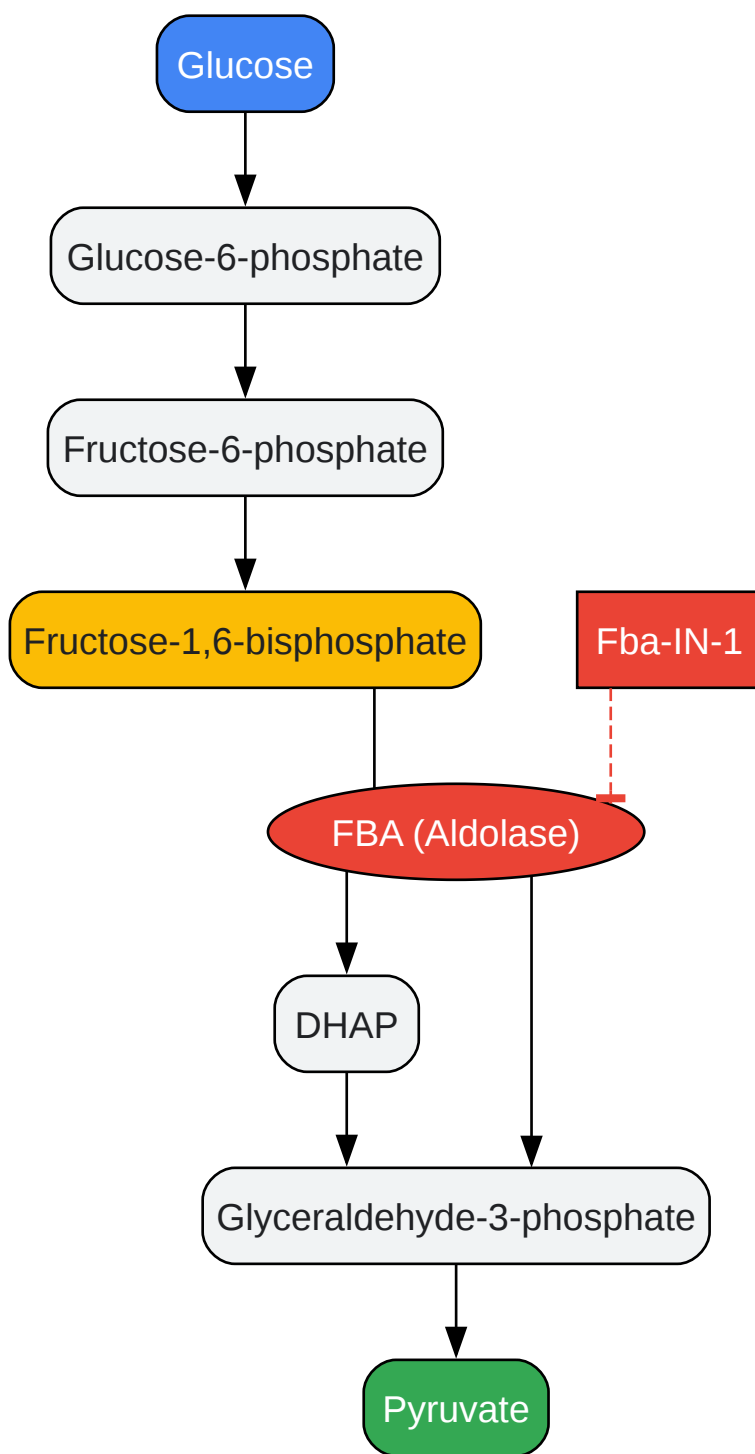 Glucose
Glucose-6-phosphate
Fructose-6-phosphate
Fructose-1,6-bisphosphate
Fba-IN-1
FBA (Aldolase)
DHAP
Glyceraldehyde-3-phosphate
Pyruvate